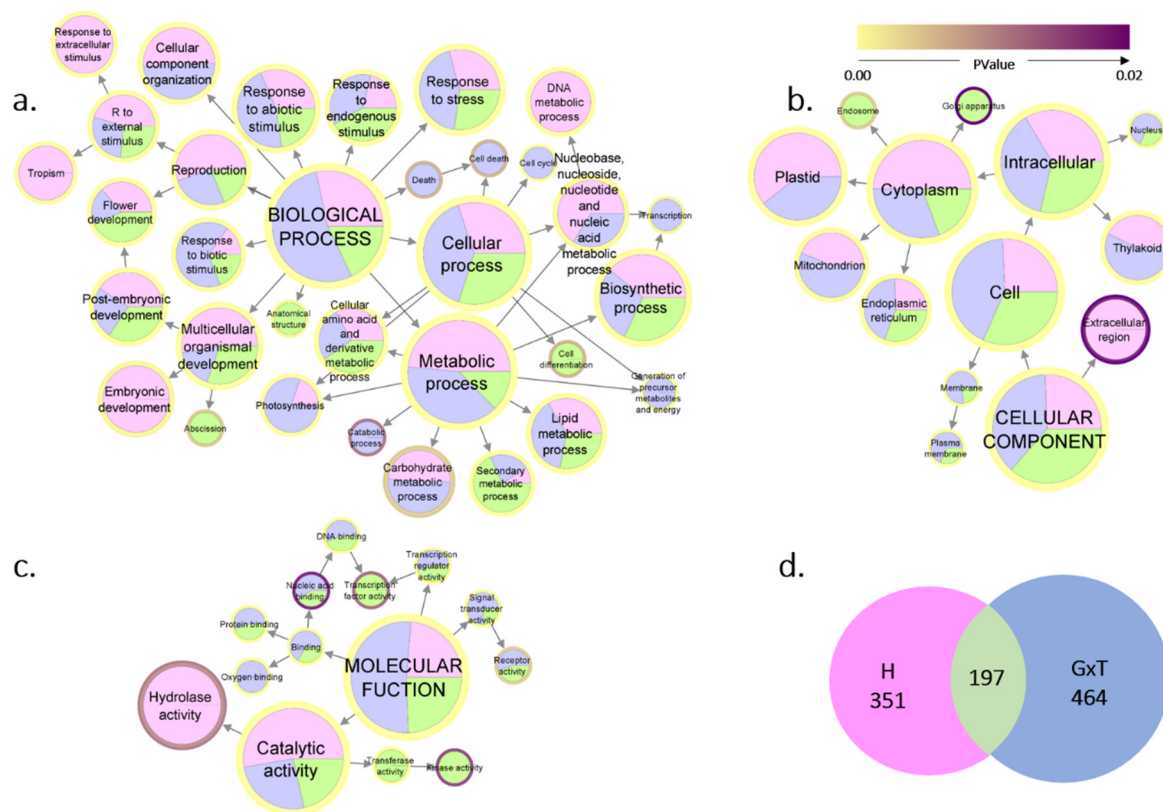 a.
Response to
extracellular
stimulus
Cellular
component
organization
Response
to abiotic
stimulus
Response to
endogenous
stimulus
Response
to stress
DNA
metabolic
process
R to
external
stimulus
Tropism
Reproduction
Flower
development
Response
to biotic
stimulus
BIOLOGICAL
PROCESS
Death
Cell death
Cell cycle
Nucleobase,
nucleoside,
nucleotide
and nucleic
acid
metabolic
process
Transcription
Cellular
process
Biosynthetic
process
Post-embryonic
development
Multicellular
organismal
development
Anatomical
structure
Cellular
amino acid and
derivative
metabolic
process
Metabolic
process
Cell
differentiation
Generation of
precursor
metabolites
and energy
Embryonic
development
Abscission
Photosynthesis
Catabolic
process
Carbohydrate
metabolic
process
Secondary
metabolic
process
Lipid
metabolic
process
0.00
PValue
0.02
b.
Endosome
Golgi apparatus
Nucleus
Intracellular
Plastid
Cytoplasm
Thylakoid
Mitochondrion
Endoplasmic
reticulum
Cell
Extracellular
region
Membrane
Plasma
membrane
CELLULAR
COMPONENT
c.
DNA binding
Transcription
regulator
activity
Nucleic acid
binding
Transcription
factor activity
Signal
transducer
activity
Protein binding
Binding
Oxygen binding
MOLECULAR
FUCTION
Receptor
activity
Hydrolase
activity
Catalytic
activity
Transferase
activity
Kinase activity
d.
H
351
197
GxT
464